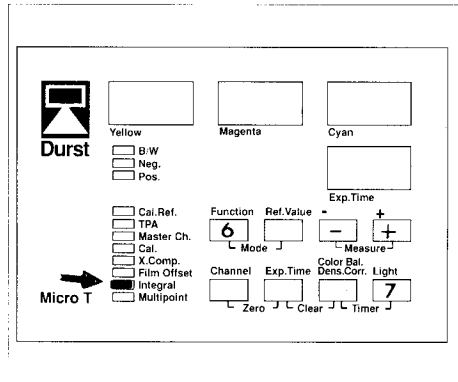 Durst
Yellow Magenta Cyan
B/W
Neg.
Pos.
Exp.Time
Cal.Ref.
TPA
Master Ch.
Cal.
X.Comp.
Film Offset
Integral
Multipoint
Micro T
Function Ref.Value - +
6 - +
Mode Measure
Channel Exp.Time Color Bal. Dens.Corr. Light
7
Zero Clear Timer